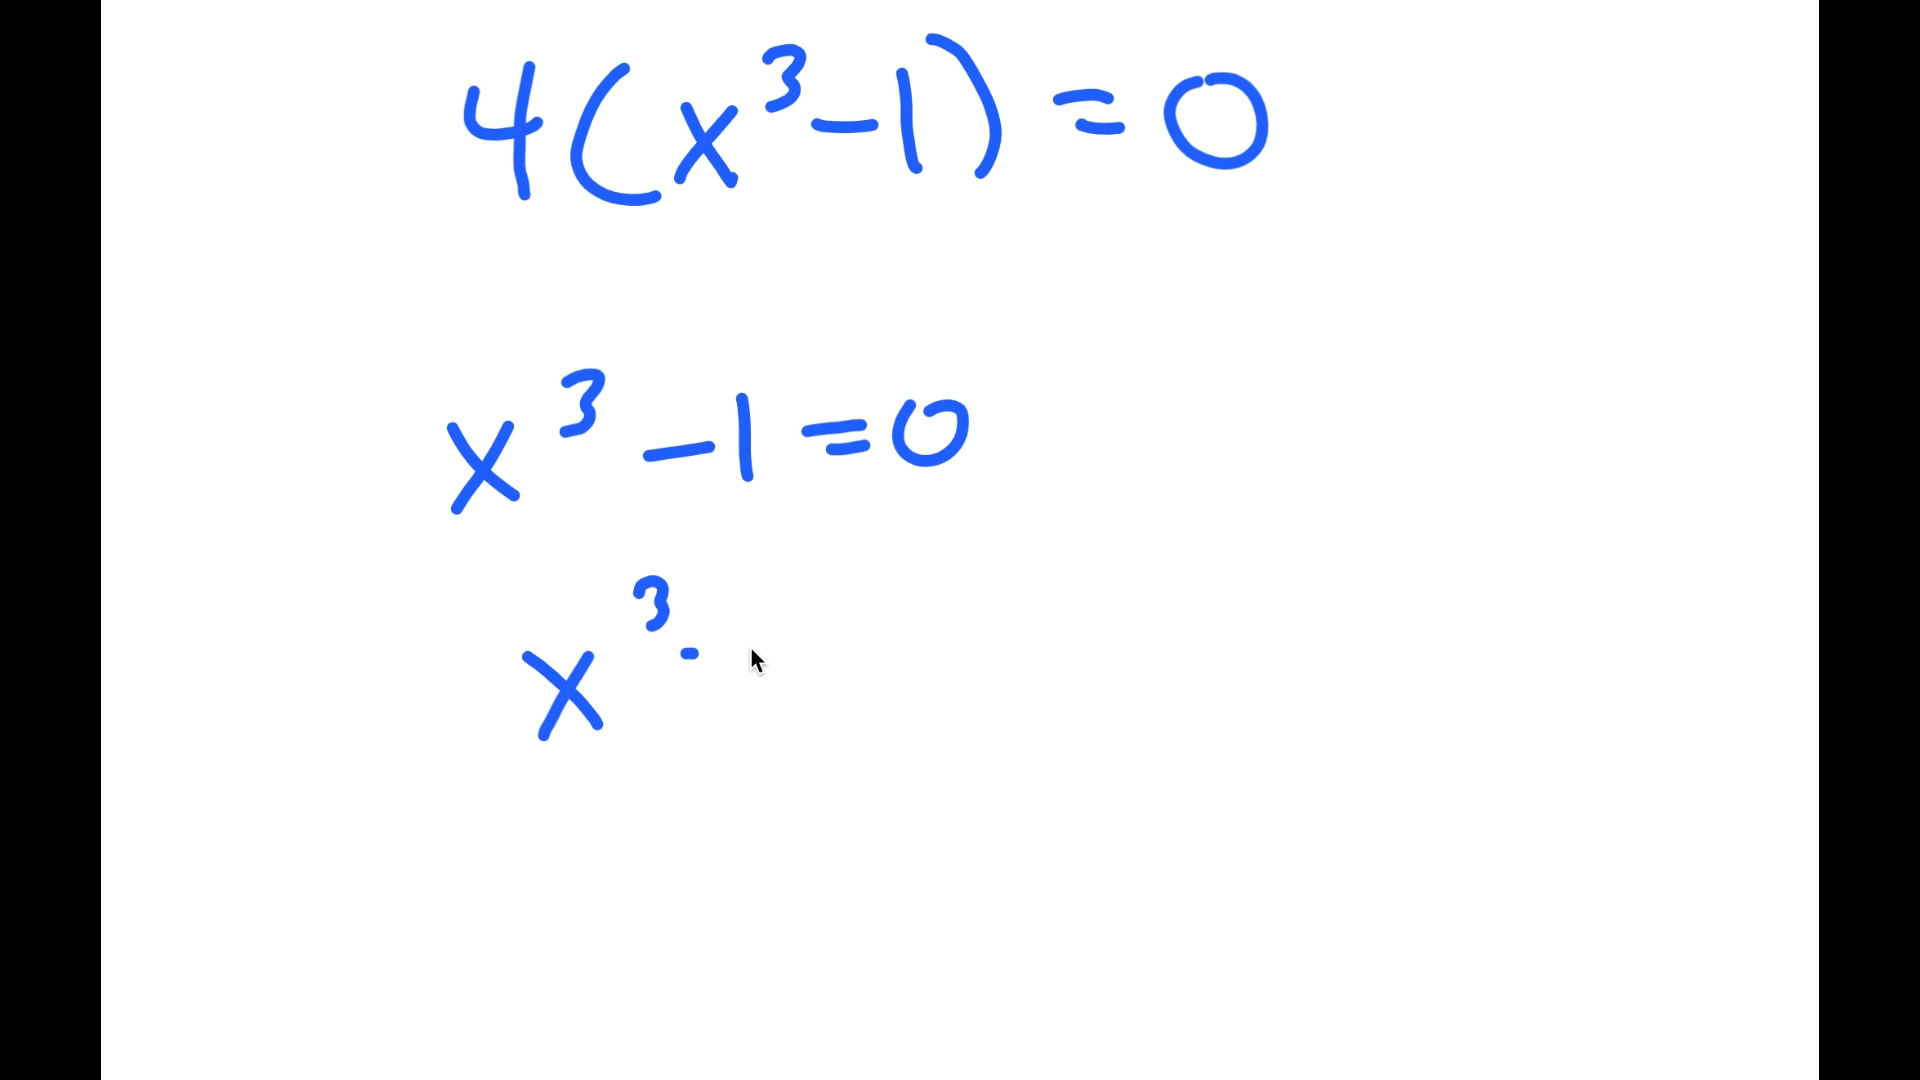 4(x³-1) = 0
x³ - 1 = 0
x³ -